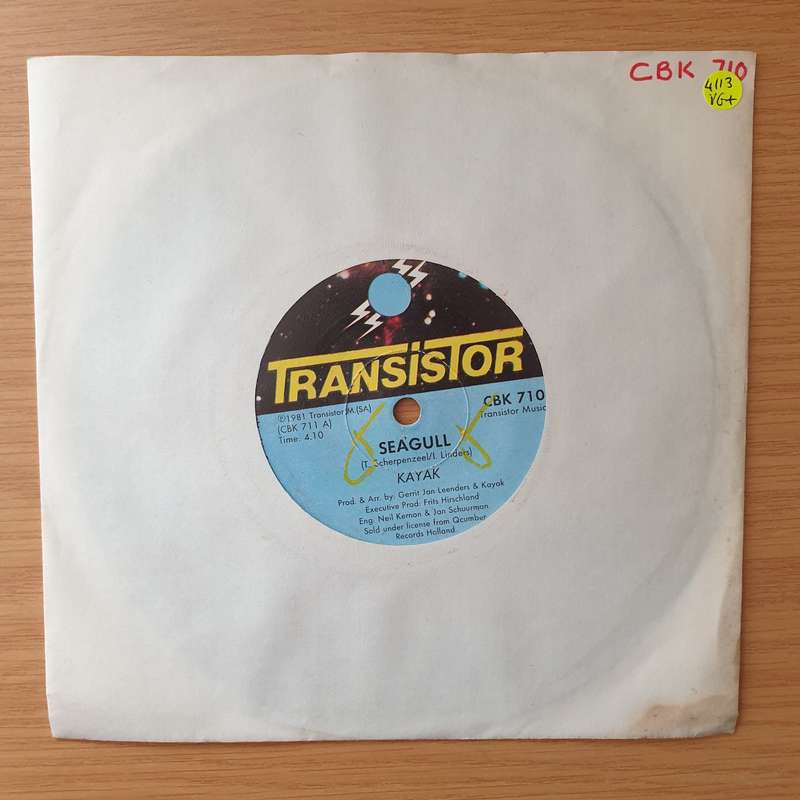 CBK 710
4113
VG+
TRANSiSTOR
℗1981 Transistor M.(SA)
(CBK 711 A)
Time: 4.10
CBK 710
Transistor Music
SEAGULL
(T. Scherpenzeel/I. Linders)
KAYAK
Prod. & Arr. by: Gerrit Jan Leenders & Kayak
Executive Prod: Frits Hirschland
Eng: Neil Kernon & Jan Schuurman
Sold under license from Qcumber
Records Holland